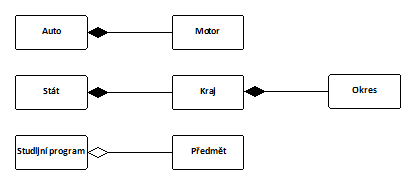 Auto
Motor
Stát
Kraj
Okres
Studijní program
Předmět